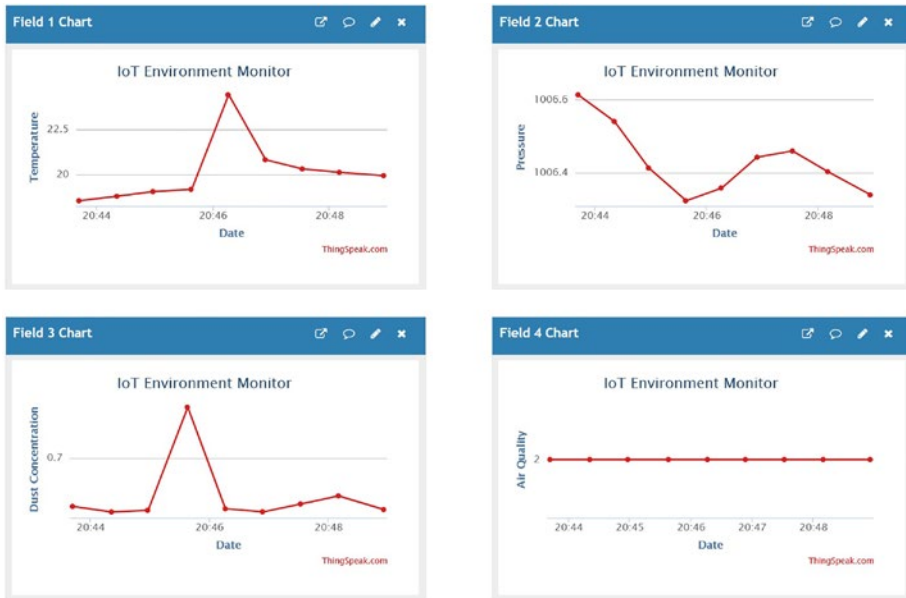 Field 1 Chart
IoT Environment Monitor
Temperature
22.5
20
20:44 20:46 20:48
Date
ThingSpeak.com
Field 2 Chart
IoT Environment Monitor
Pressure
1006.6
1006.4
20:44 20:46 20:48
Date
ThingSpeak.com
Field 3 Chart
IoT Environment Monitor
Dust Concentration
0.7
20:44 20:46 20:48
Date
ThingSpeak.com
Field 4 Chart
IoT Environment Monitor
Air Quality
2
20:44 20:45 20:46 20:47 20:48
Date
ThingSpeak.com